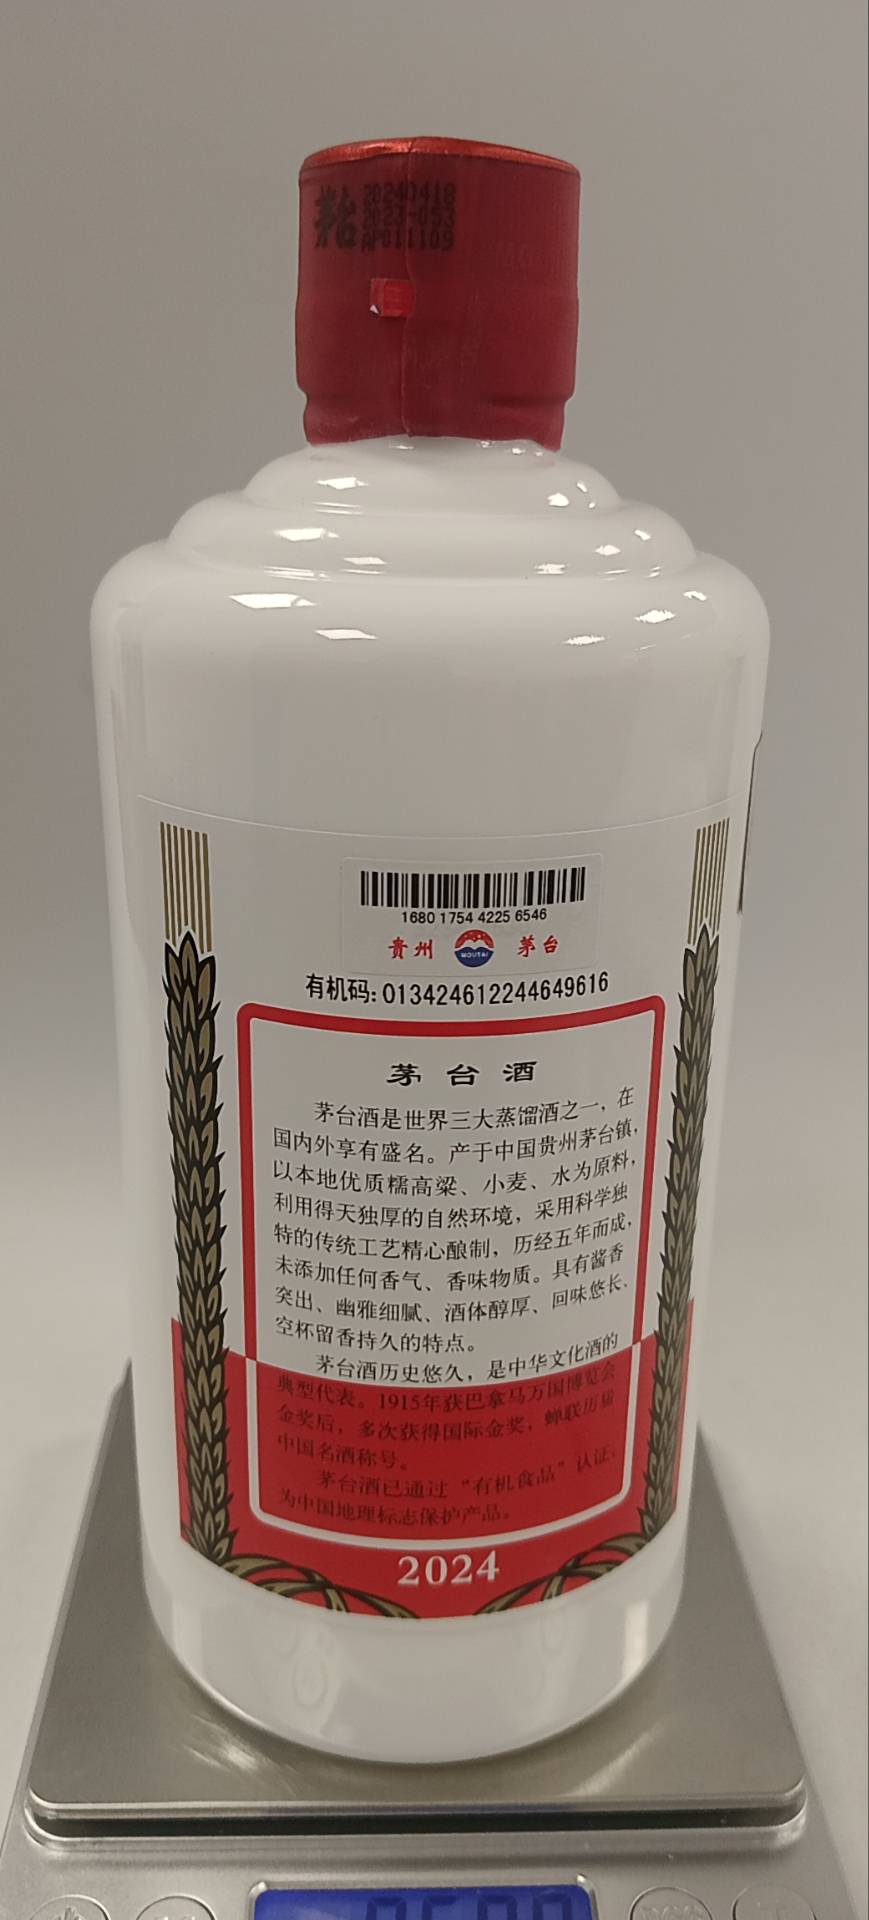 茅台
20240418
2023-053
AP011109
1680 1754 4225 6546
贵州 MOUTAI 茅台
有机码:013424612244649616
茅台酒
茅台酒是世界三大蒸馏酒之一,在
国内外享有盛名。产于中国贵州茅台镇,
以本地优质糯高粱、小麦、水为原料,
利用得天独厚的自然环境,采用科学独
特的传统工艺精心酿制,历经五年而成,
未添加任何香气、香味物质。具有酱香
突出、幽雅细腻、酒体醇厚、回味悠长、
空杯留香持久的特点。
茅台酒历史悠久,是中华文化酒的
典型代表。1915年获巴拿马万国博览会
金奖后,多次获得国际金奖,蝉联历届
中国名酒称号。
茅台酒已通过“有机食品”认证,
为中国地理标志保护产品。
2024